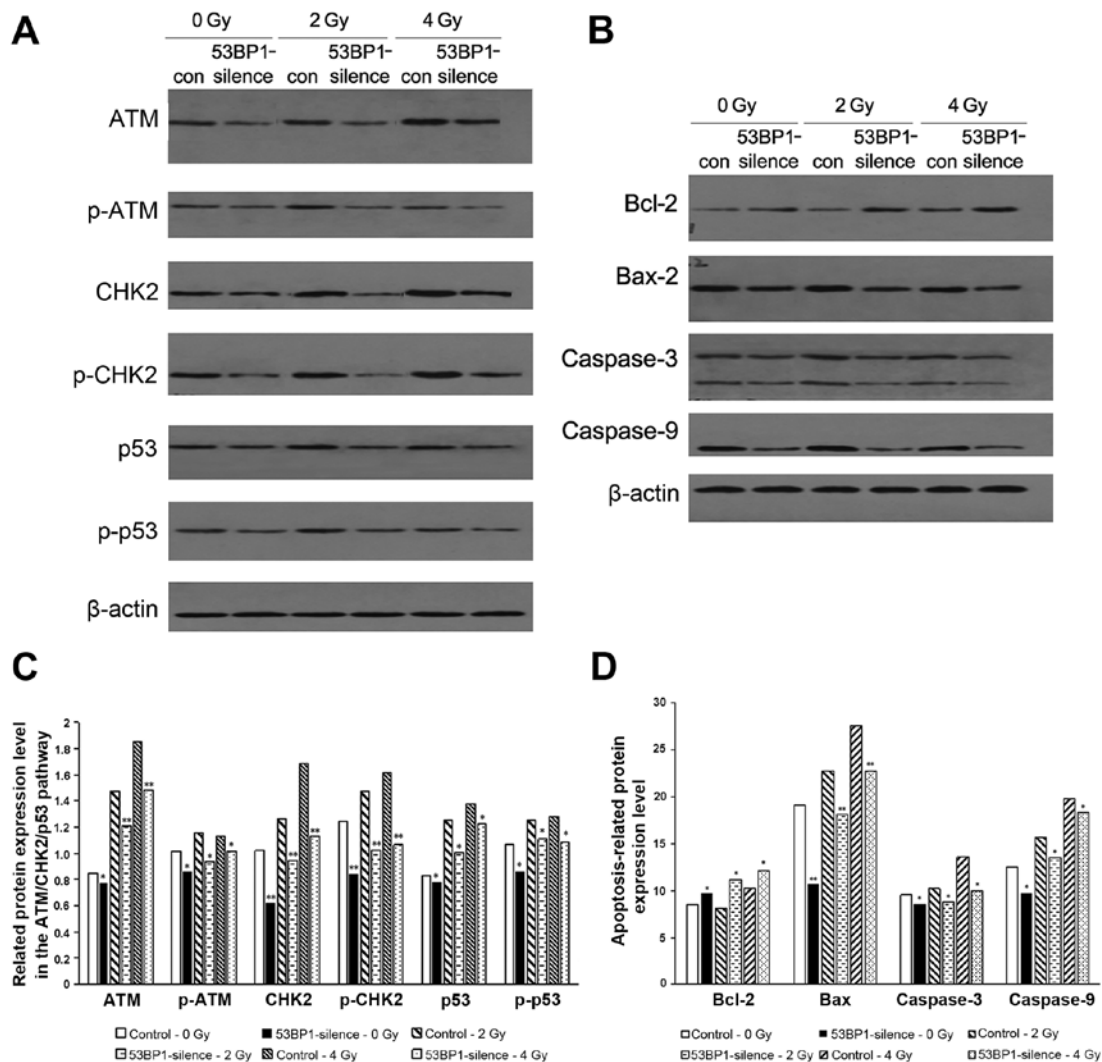 A
0 Gy 2 Gy 4 Gy
53BP1- 53BP1- 53BP1-
con silence con silence con silence
ATM
p-ATM
CHK2
p-CHK2
p53
p-p53
β-actin
B
0 Gy 2 Gy 4 Gy
53BP1- 53BP1- 53BP1-
con silence con silence con silence
Bcl-2
Bax-2
Caspase-3
Caspase-9
β-actin
C
Related protein expression level
in the ATM/CHK2/p53 pathway
2
1.8
1.6
1.4
1.2
1.0
0.8
0.6
0.4
0.2
0
* ** ** * * * ** ** ** ** ** ** * * * * * *
ATM p-ATM CHK2 p-CHK2 p53 p-p53
Control - 0 Gy 53BP1-silence - 0 Gy Control - 2 Gy
53BP1-silence - 2 Gy Control - 4 Gy 53BP1-silence - 4 Gy
D
Apoptosis-related protein
expression level
30
25
20
15
10
5
0
* * * ** ** ** * * * * * *
Bcl-2 Bax Caspase-3 Caspase-9
Control - 0 Gy 53BP1-silence - 0 Gy Control - 2 Gy
53BP1-silence - 2 Gy Control - 4 Gy 53BP1-silence - 4 Gy